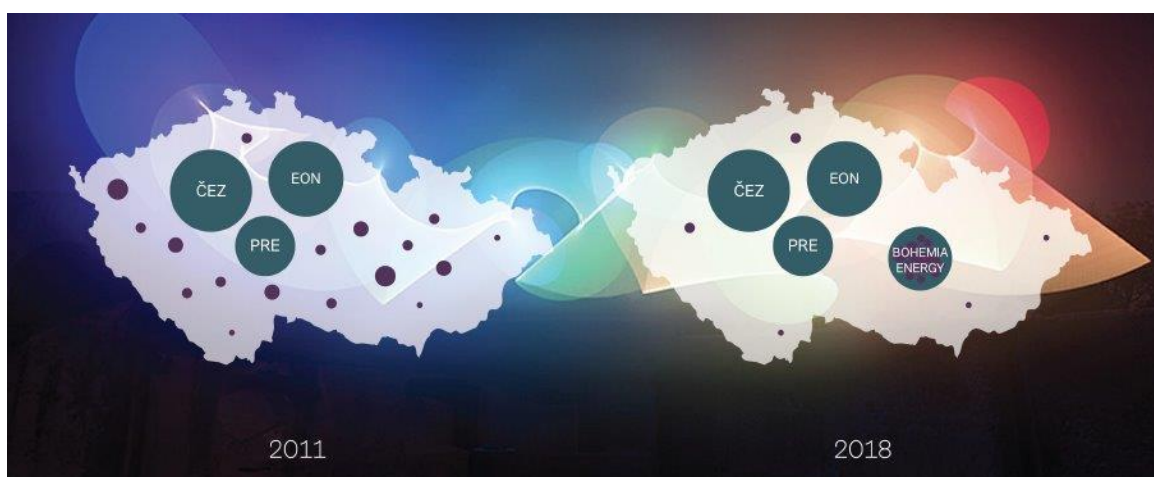 ČEZ
EON
PRE
ČEZ
EON
PRE
BOHEMIA
ENERGY
2011
2018